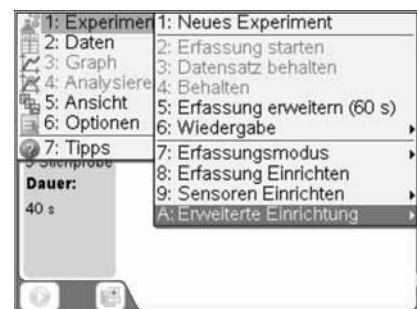 1: Experimen
2: Daten
3: Graph
4: Analysiere
5: Ansicht
6: Optionen
7: Tipps
1: Neues Experiment
2: Erfassung starten
3: Datensatz behalten
4: Behalten
5: Erfassung erweitern (60 s)
6: Wiedergabe
7: Erfassungsmodus
8: Erfassung Einrichten
9: Sensoren Einrichten
A: Erweiterte Einrichtung
Stichprobe
Dauer:
40 s